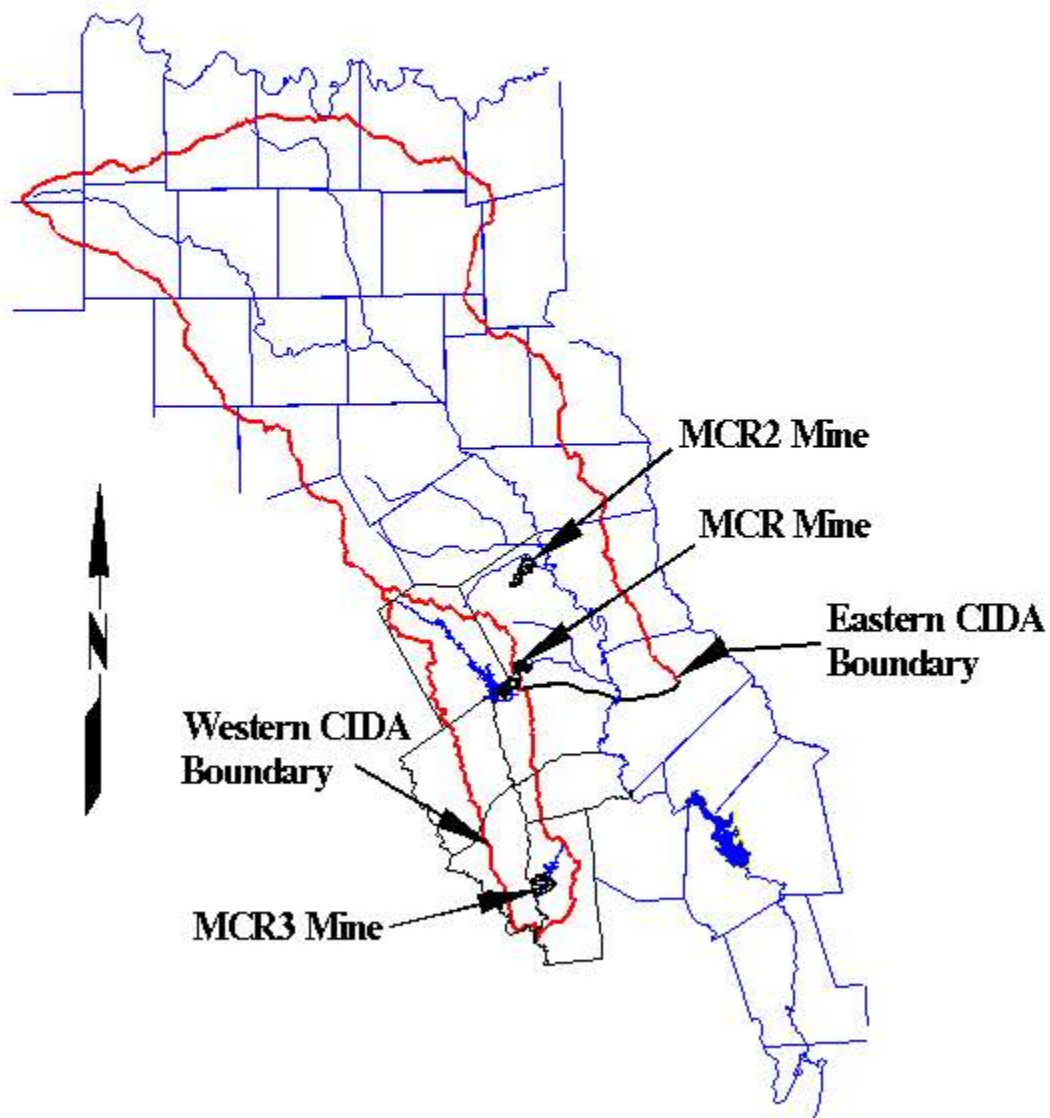 MCR2 Mine
MCR Mine
N
Eastern CIDA
Boundary
Western CIDA
Boundary
MCR3 Mine